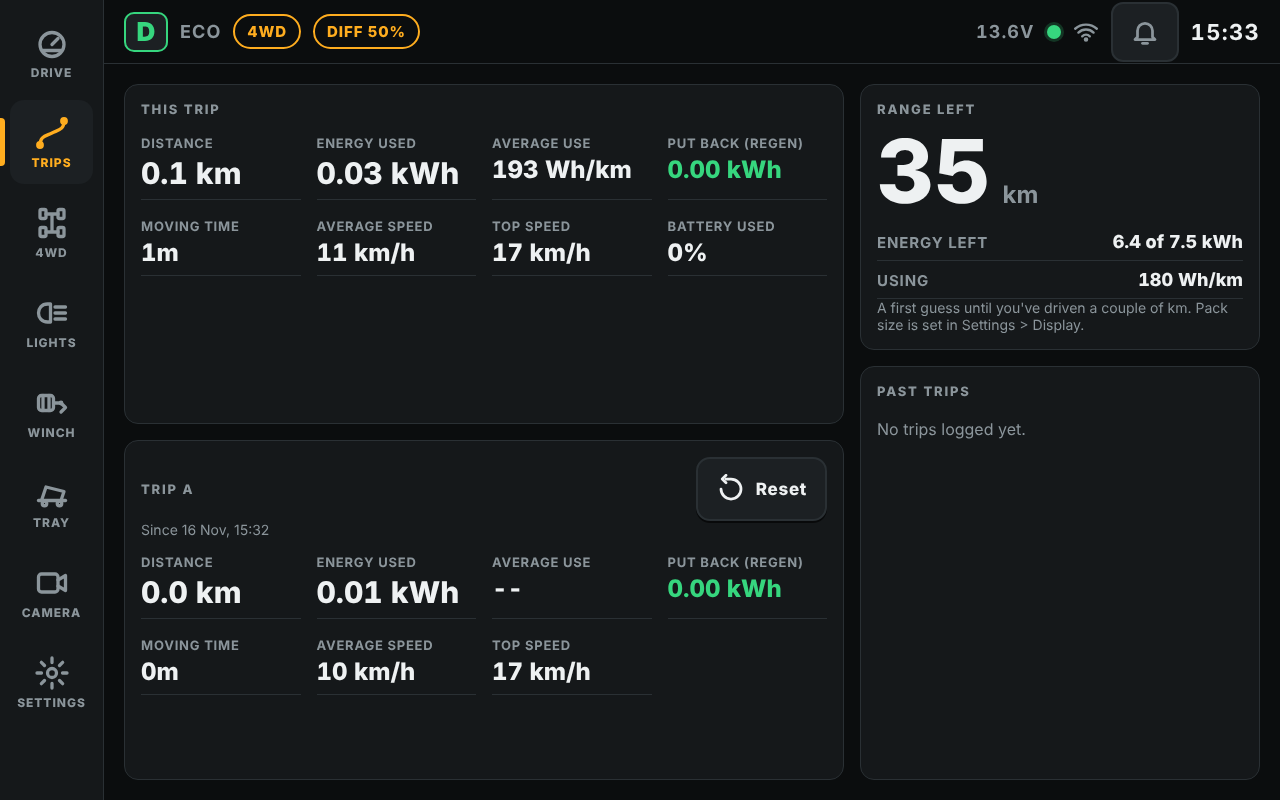 D ECO 4WD DIFF 50% 13.6V 15:33
DRIVE
TRIPS
4WD
LIGHTS
WINCH
TRAY
CAMERA
SETTINGS
THIS TRIP
DISTANCE ENERGY USED AVERAGE USE PUT BACK (REGEN)
0.1 km 0.03 kWh 193 Wh/km 0.00 kWh
MOVING TIME AVERAGE SPEED TOP SPEED BATTERY USED
1m 11 km/h 17 km/h 0%
TRIP A Reset
Since 16 Nov, 15:32
DISTANCE ENERGY USED AVERAGE USE PUT BACK (REGEN)
0.0 km 0.01 kWh -- 0.00 kWh
MOVING TIME AVERAGE SPEED TOP SPEED
0m 10 km/h 17 km/h
RANGE LEFT
35 km
ENERGY LEFT 6.4 of 7.5 kWh
USING 180 Wh/km
A first guess until you've driven a couple of km. Pack
size is set in Settings > Display.
PAST TRIPS
No trips logged yet.